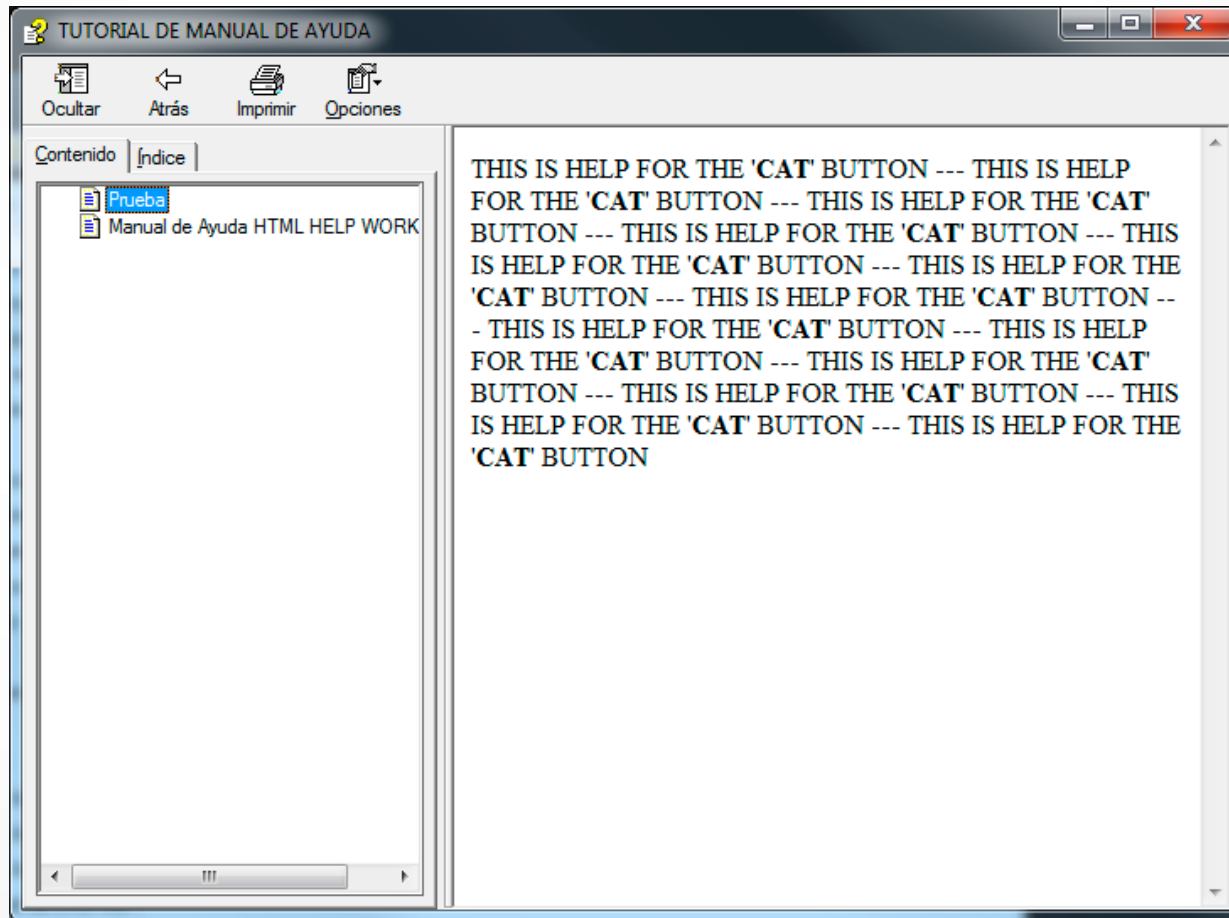 TUTORIAL DE MANUAL DE AYUDA
Ocultar Atrás Imprimir Opciones
Contenido Índice
Prueba
Manual de Ayuda HTML HELP WORK
THIS IS HELP FOR THE 'CAT' BUTTON --- THIS IS HELP
FOR THE 'CAT' BUTTON --- THIS IS HELP FOR THE 'CAT'
BUTTON --- THIS IS HELP FOR THE 'CAT' BUTTON --- THIS
IS HELP FOR THE 'CAT' BUTTON --- THIS IS HELP FOR THE
'CAT' BUTTON --- THIS IS HELP FOR THE 'CAT' BUTTON --
- THIS IS HELP FOR THE 'CAT' BUTTON --- THIS IS HELP
FOR THE 'CAT' BUTTON --- THIS IS HELP FOR THE 'CAT'
BUTTON --- THIS IS HELP FOR THE 'CAT' BUTTON --- THIS
IS HELP FOR THE 'CAT' BUTTON --- THIS IS HELP FOR THE
'CAT' BUTTON